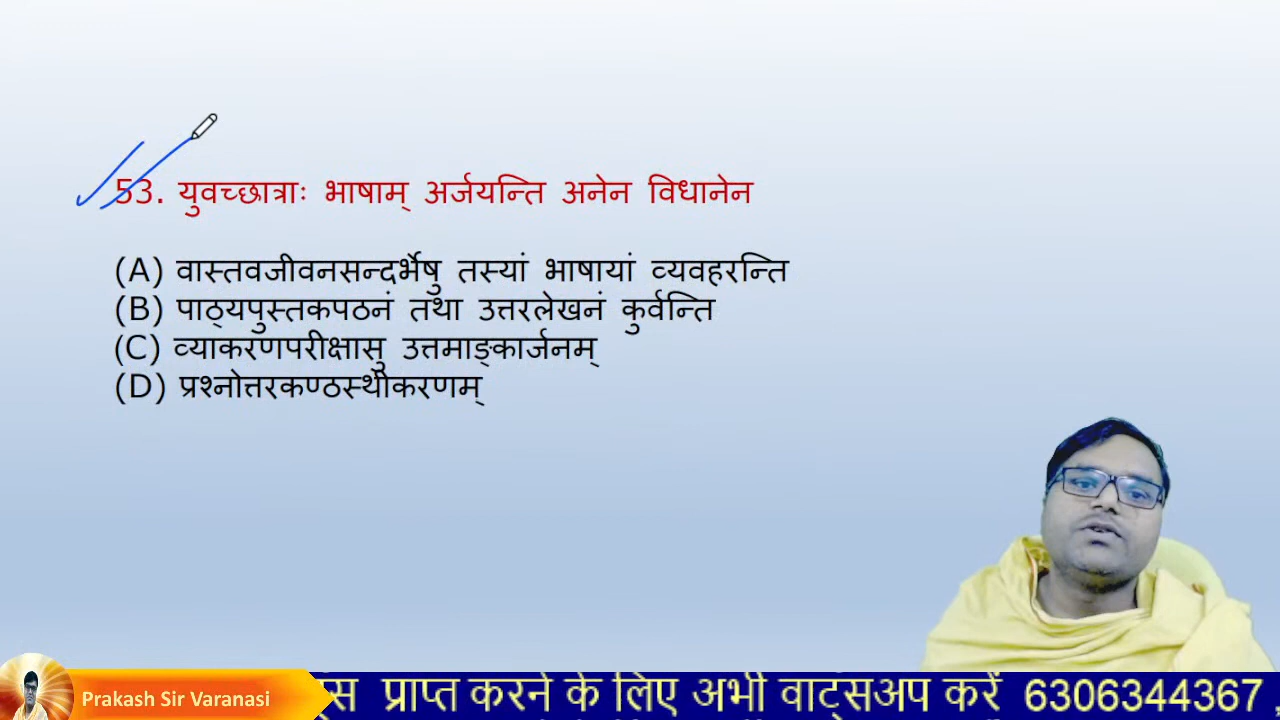 53. युवच्छात्राः भाषाम् अर्जयन्ति अनेन विधानेन
(A) वास्तवजीवनसन्दर्भेषु तस्यां भाषायां व्यवहरन्ति
(B) पाठ्यपुस्तकपठनं तथा उत्तरलेखनं कुर्वन्ति
(C) व्याकरणपरीक्षासु उत्तमाङ्कार्जनम्
(D) प्रश्नोत्तरकण्ठस्थीकरणम्
Prakash Sir Varanasi
प्राप्त करने के लिए अभी वाट्सअप करें 6306344367